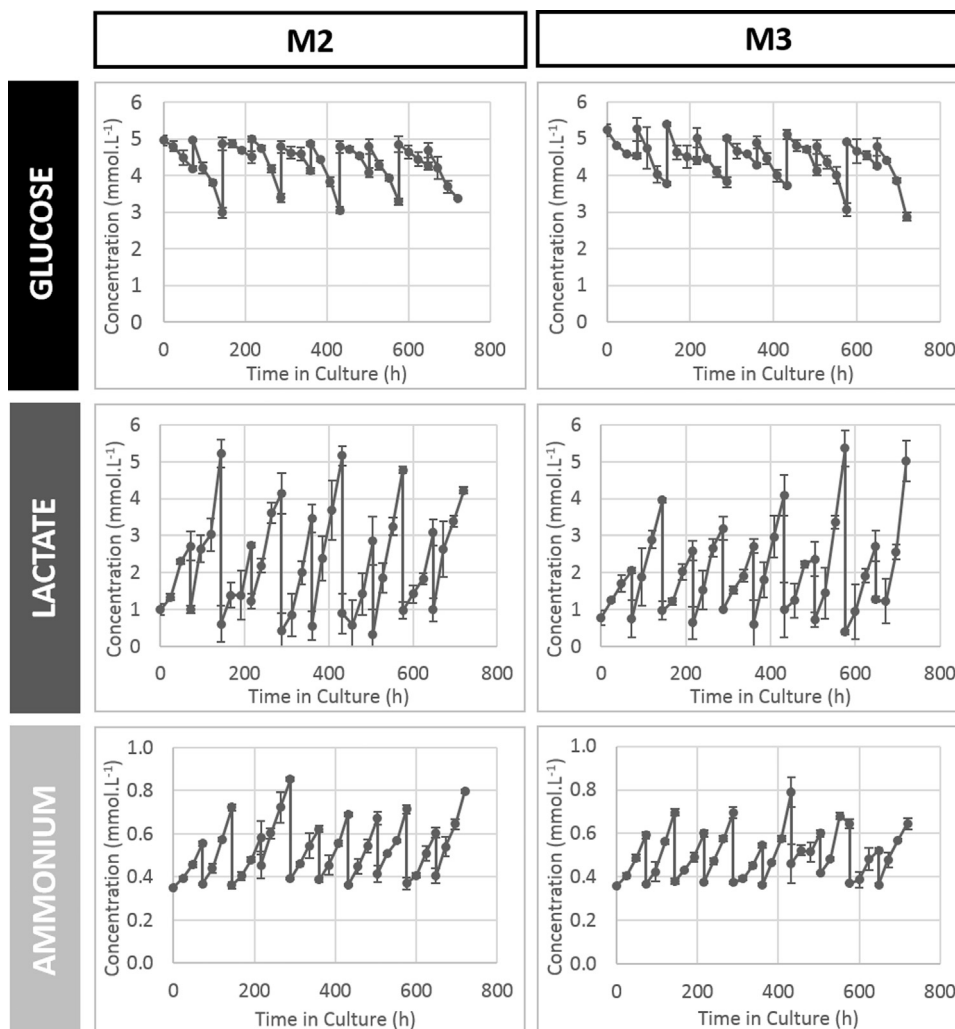 M2
M3
GLUCOSE
Concentration (mmol.L-1)
6
5
4
3
2
1
0
0 200 400 600 800
Time in Culture (h)
Concentration (mmol.L-1)
6
5
4
3
2
1
0
0 200 400 600 800
Time in Culture (h)
LACTATE
Concentration (mmol.L-1)
6
5
4
3
2
1
0
0 200 400 600 800
Time in Culture (h)
Concentration (mmol.L-1)
6
5
4
3
2
1
0
0 200 400 600 800
Time in Culture (h)
AMMONIUM
Concentration (mmol.L-1)
1.0
0.8
0.6
0.4
0.2
0.0
0 200 400 600 800
Time in Culture (h)
Concentration (mmol.L-1)
1.0
0.8
0.6
0.4
0.2
0.0
0 200 400 600 800
Time in Culture (h)